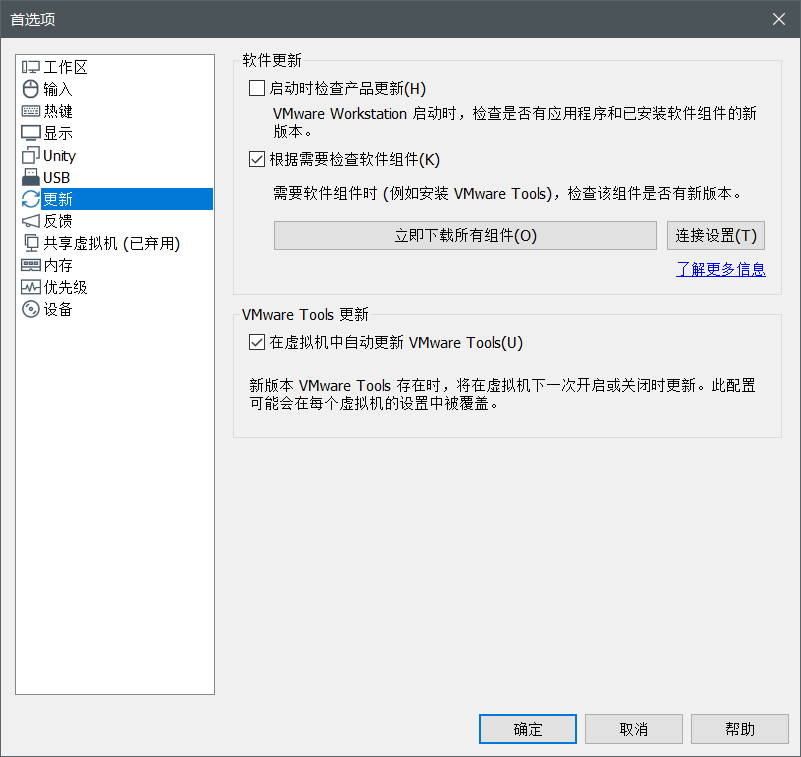 首选项
工作区
输入
热键
显示
Unity
USB
更新
反馈
共享虚拟机 (已弃用)
内存
优先级
设备
软件更新
启动时检查产品更新(H)
VMware Workstation 启动时，检查是否有应用程序和已安装软件组件的新
版本。
根据需要检查软件组件(K)
需要软件组件时 (例如安装 VMware Tools)，检查该组件是否有新版本。
立即下载所有组件(O)
连接设置(T)
了解更多信息
VMware Tools 更新
在虚拟机中自动更新 VMware Tools(U)
新版本 VMware Tools 存在时，将在虚拟机下一次开启或关闭时更新。此配置
可能会在每个虚拟机的设置中被覆盖。
确定
取消
帮助